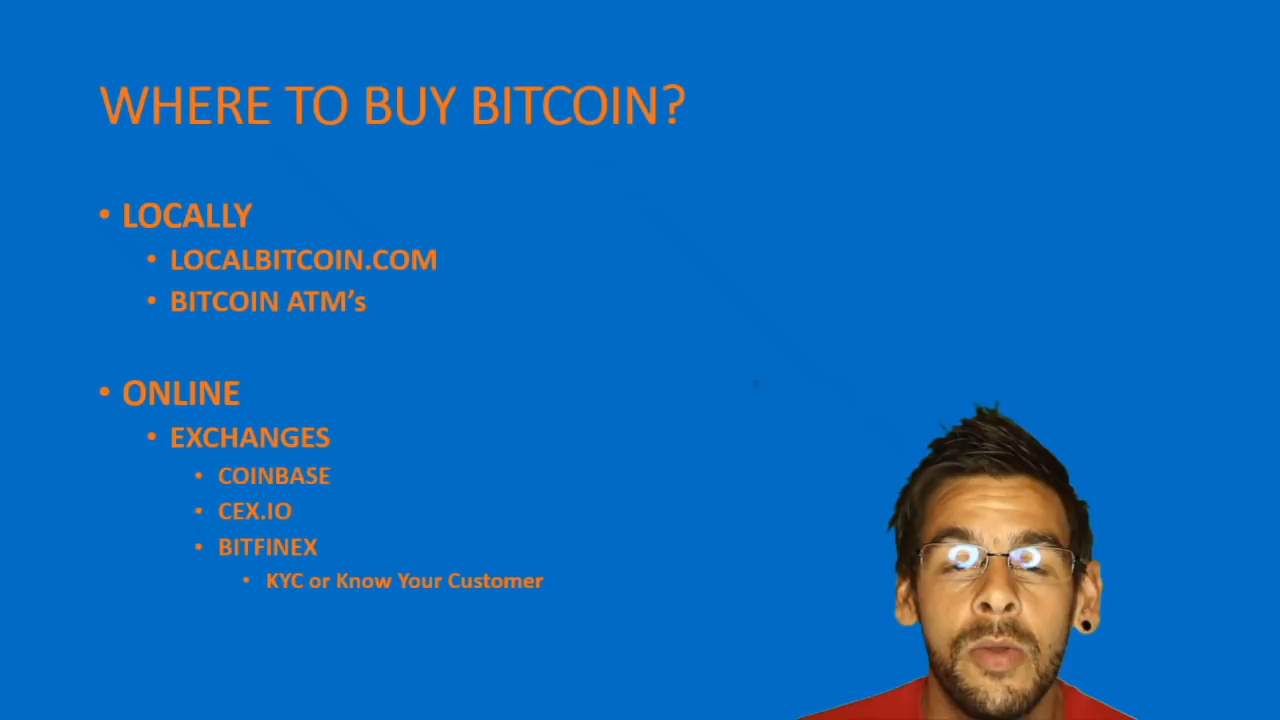 WHERE TO BUY BITCOIN?
• LOCALLY
• LOCALBITCOIN.COM
• BITCOIN ATM’s
• ONLINE
• EXCHANGES
• COINBASE
• CEX.IO
• BITFINEX
• KYC or Know Your Customer